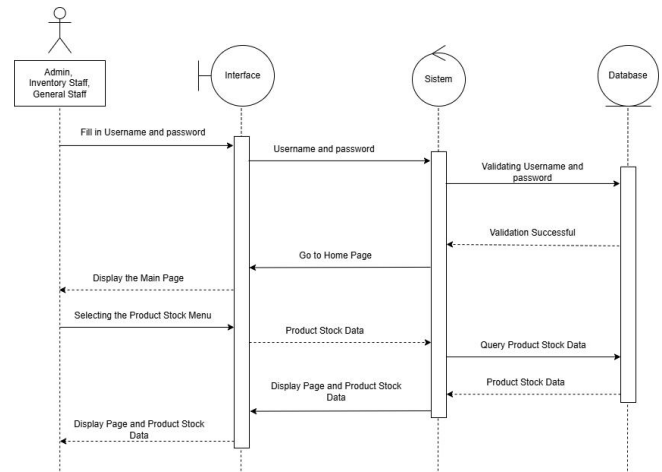 Admin,
Inventory Staff,
General Staff
Interface
Sistem
Database
Fill in Username and password
Username and password
Validating Username and
password
Validation Successful
Go to Home Page
Display the Main Page
Selecting the Product Stock Menu
Product Stock Data
Query Product Stock Data
Product Stock Data
Display Page and Product Stock
Data
Display Page and Product Stock
Data